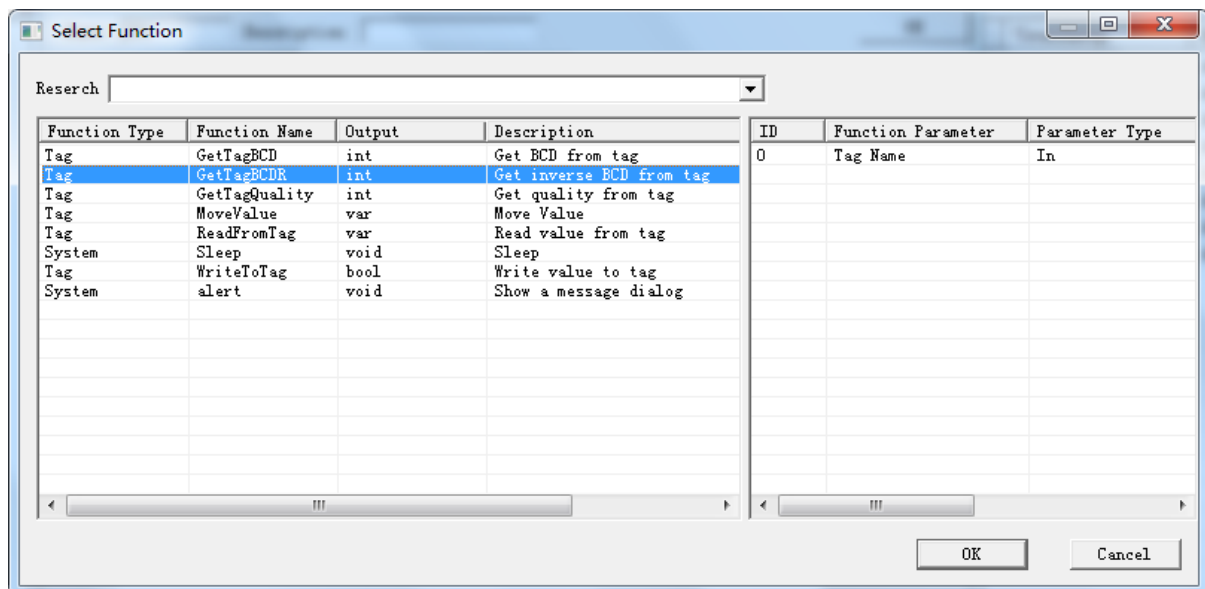 Select Function
Reserch
Function Type Function Name Output Description ID Function Parameter Parameter Type
Tag GetTagBCD int Get BCD from tag 0 Tag Name In
Tag GetTagBCDR int Get inverse BCD from tag
Tag GetTagQuality int Get quality from tag
Tag MoveValue var Move Value
Tag ReadFromTag var Read value from tag
System Sleep void Sleep
Tag WriteToTag bool Write value to tag
System alert void Show a message dialog
OK Cancel